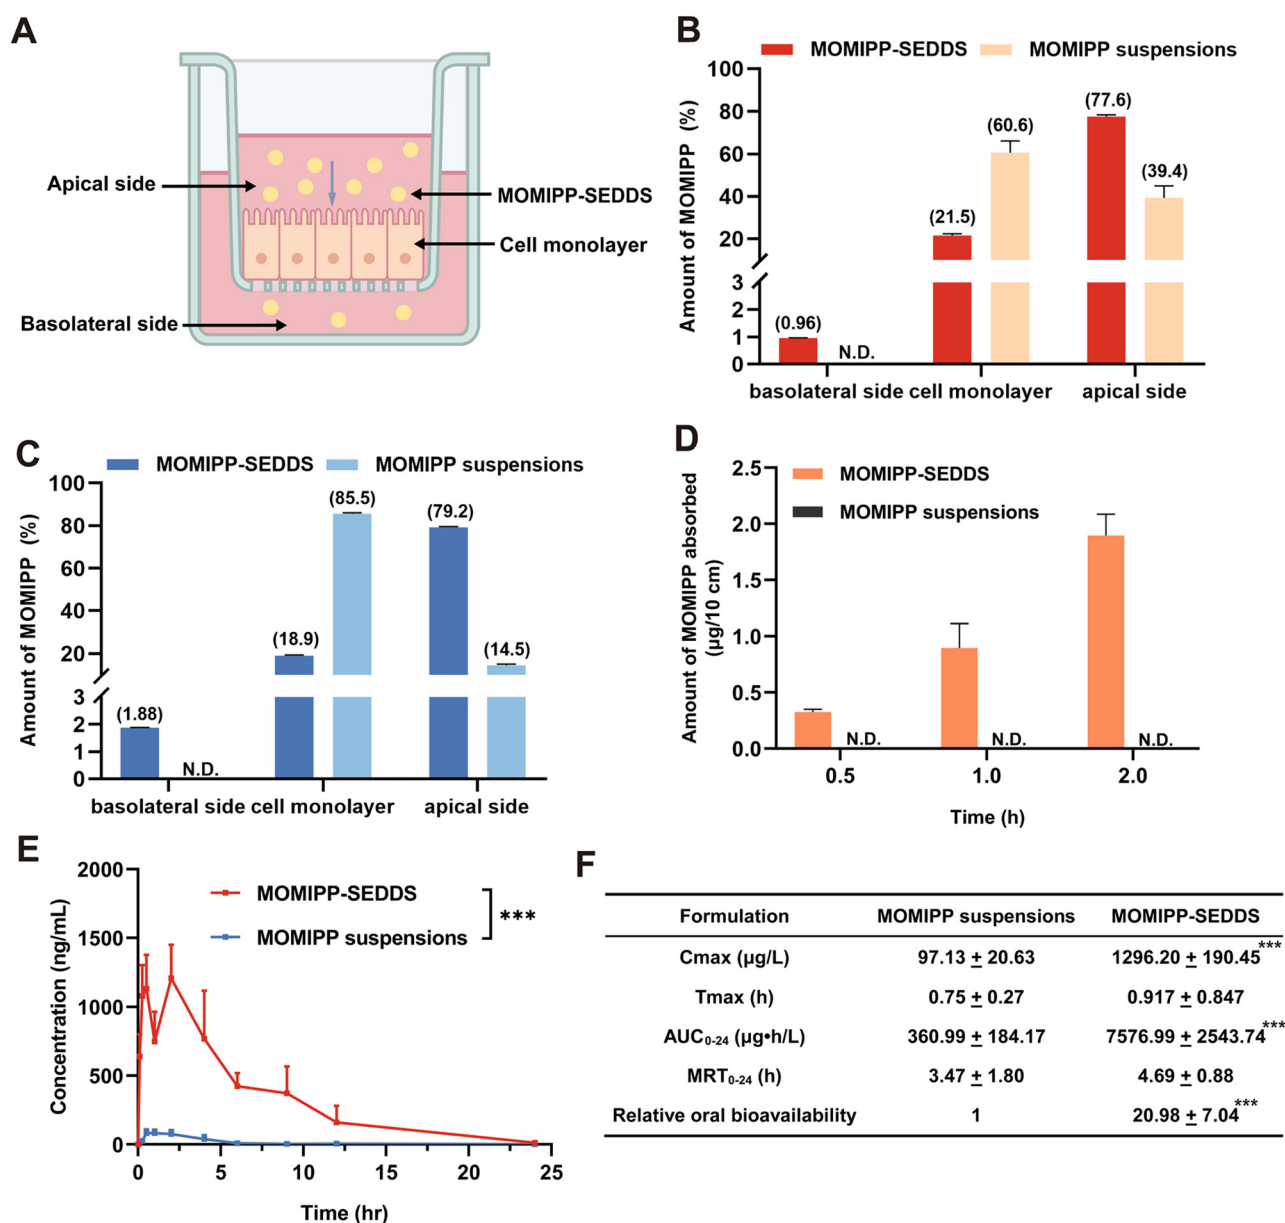 A
Apical side
MOMIPP-SEDDS
Cell monolayer
Basolateral side
B
MOMIPP-SEDDS MOMIPP suspensions
Amount of MOMIPP (%)
100
80
60
40
20
3
2
1
0
(0.96)
N.D.
(21.5)
(60.6)
(77.6)
(39.4)
basolateral side cell monolayer apical side
C
MOMIPP-SEDDS MOMIPP suspensions
Amount of MOMIPP (%)
100
80
60
40
20
3
2
1
0
(1.88)
N.D.
(18.9)
(85.5)
(79.2)
(14.5)
basolateral side cell monolayer apical side
D
MOMIPP-SEDDS
MOMIPP suspensions
Amount of MOMIPP absorbed
(µg/10 cm)
2.5
2.0
1.5
1.0
0.5
0.0
N.D. N.D. N.D.
0.5 1.0 2.0
Time (h)
E
MOMIPP-SEDDS
MOMIPP suspensions
***
Concentration (ng/mL)
2000
1500
1000
500
0
0 5 10 15 20 25
Time (hr)
F
Formulation MOMIPP suspensions MOMIPP-SEDDS
Cmax (µg/L) 97.13 ± 20.63 1296.20 ± 190.45***
Tmax (h) 0.75 ± 0.27 0.917 ± 0.847
AUC0-24 (µg•h/L) 360.99 ± 184.17 7576.99 ± 2543.74***
MRT0-24 (h) 3.47 ± 1.80 4.69 ± 0.88
Relative oral bioavailability 1 20.98 ± 7.04***